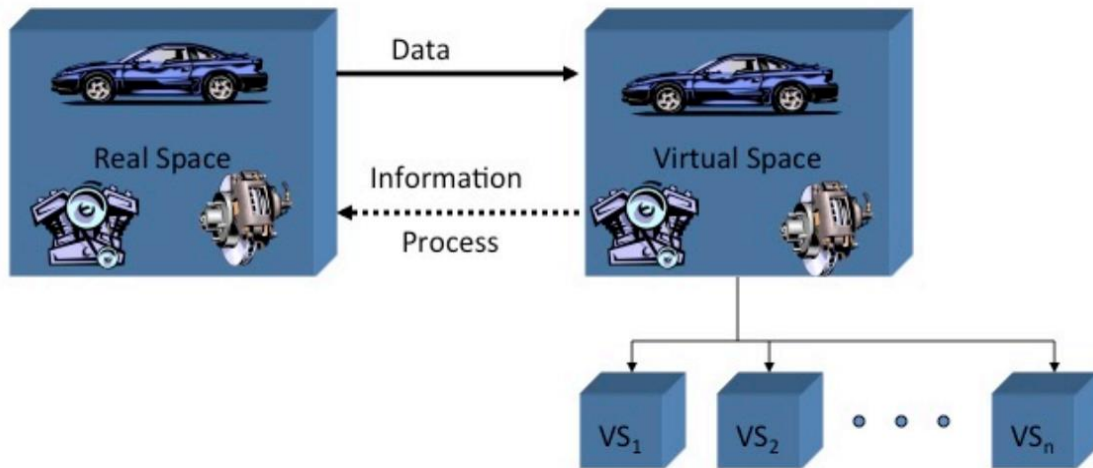 Data
Real Space
Virtual Space
Information
Process
VS₁
VS₂
VSₙ